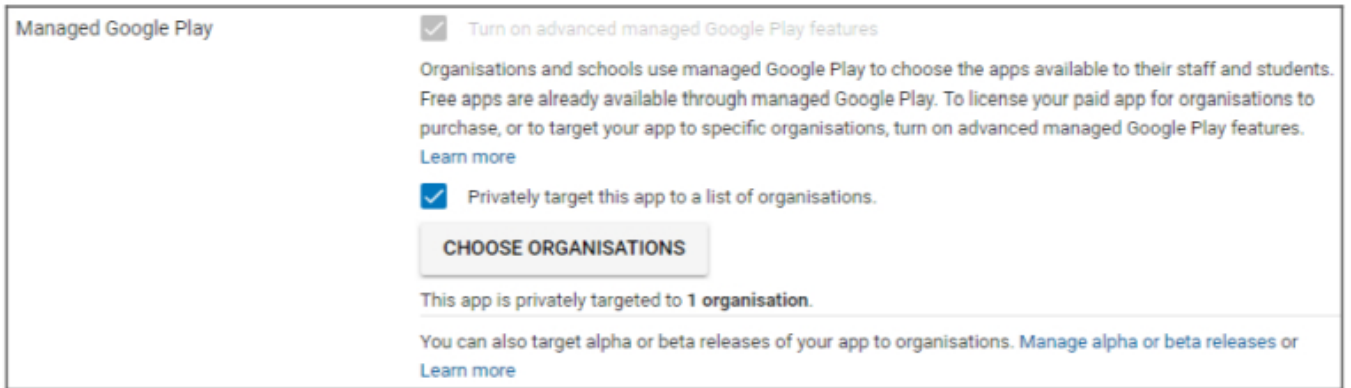 Managed Google Play
Turn on advanced managed Google Play features
Organisations and schools use managed Google Play to choose the apps available to their staff and students.
Free apps are already available through managed Google Play. To license your paid app for organisations to
purchase, or to target your app to specific organisations, turn on advanced managed Google Play features.
Learn more
Privately target this app to a list of organisations.
CHOOSE ORGANISATIONS
This app is privately targeted to 1 organisation.
You can also target alpha or beta releases of your app to organisations. Manage alpha or beta releases or
Learn more